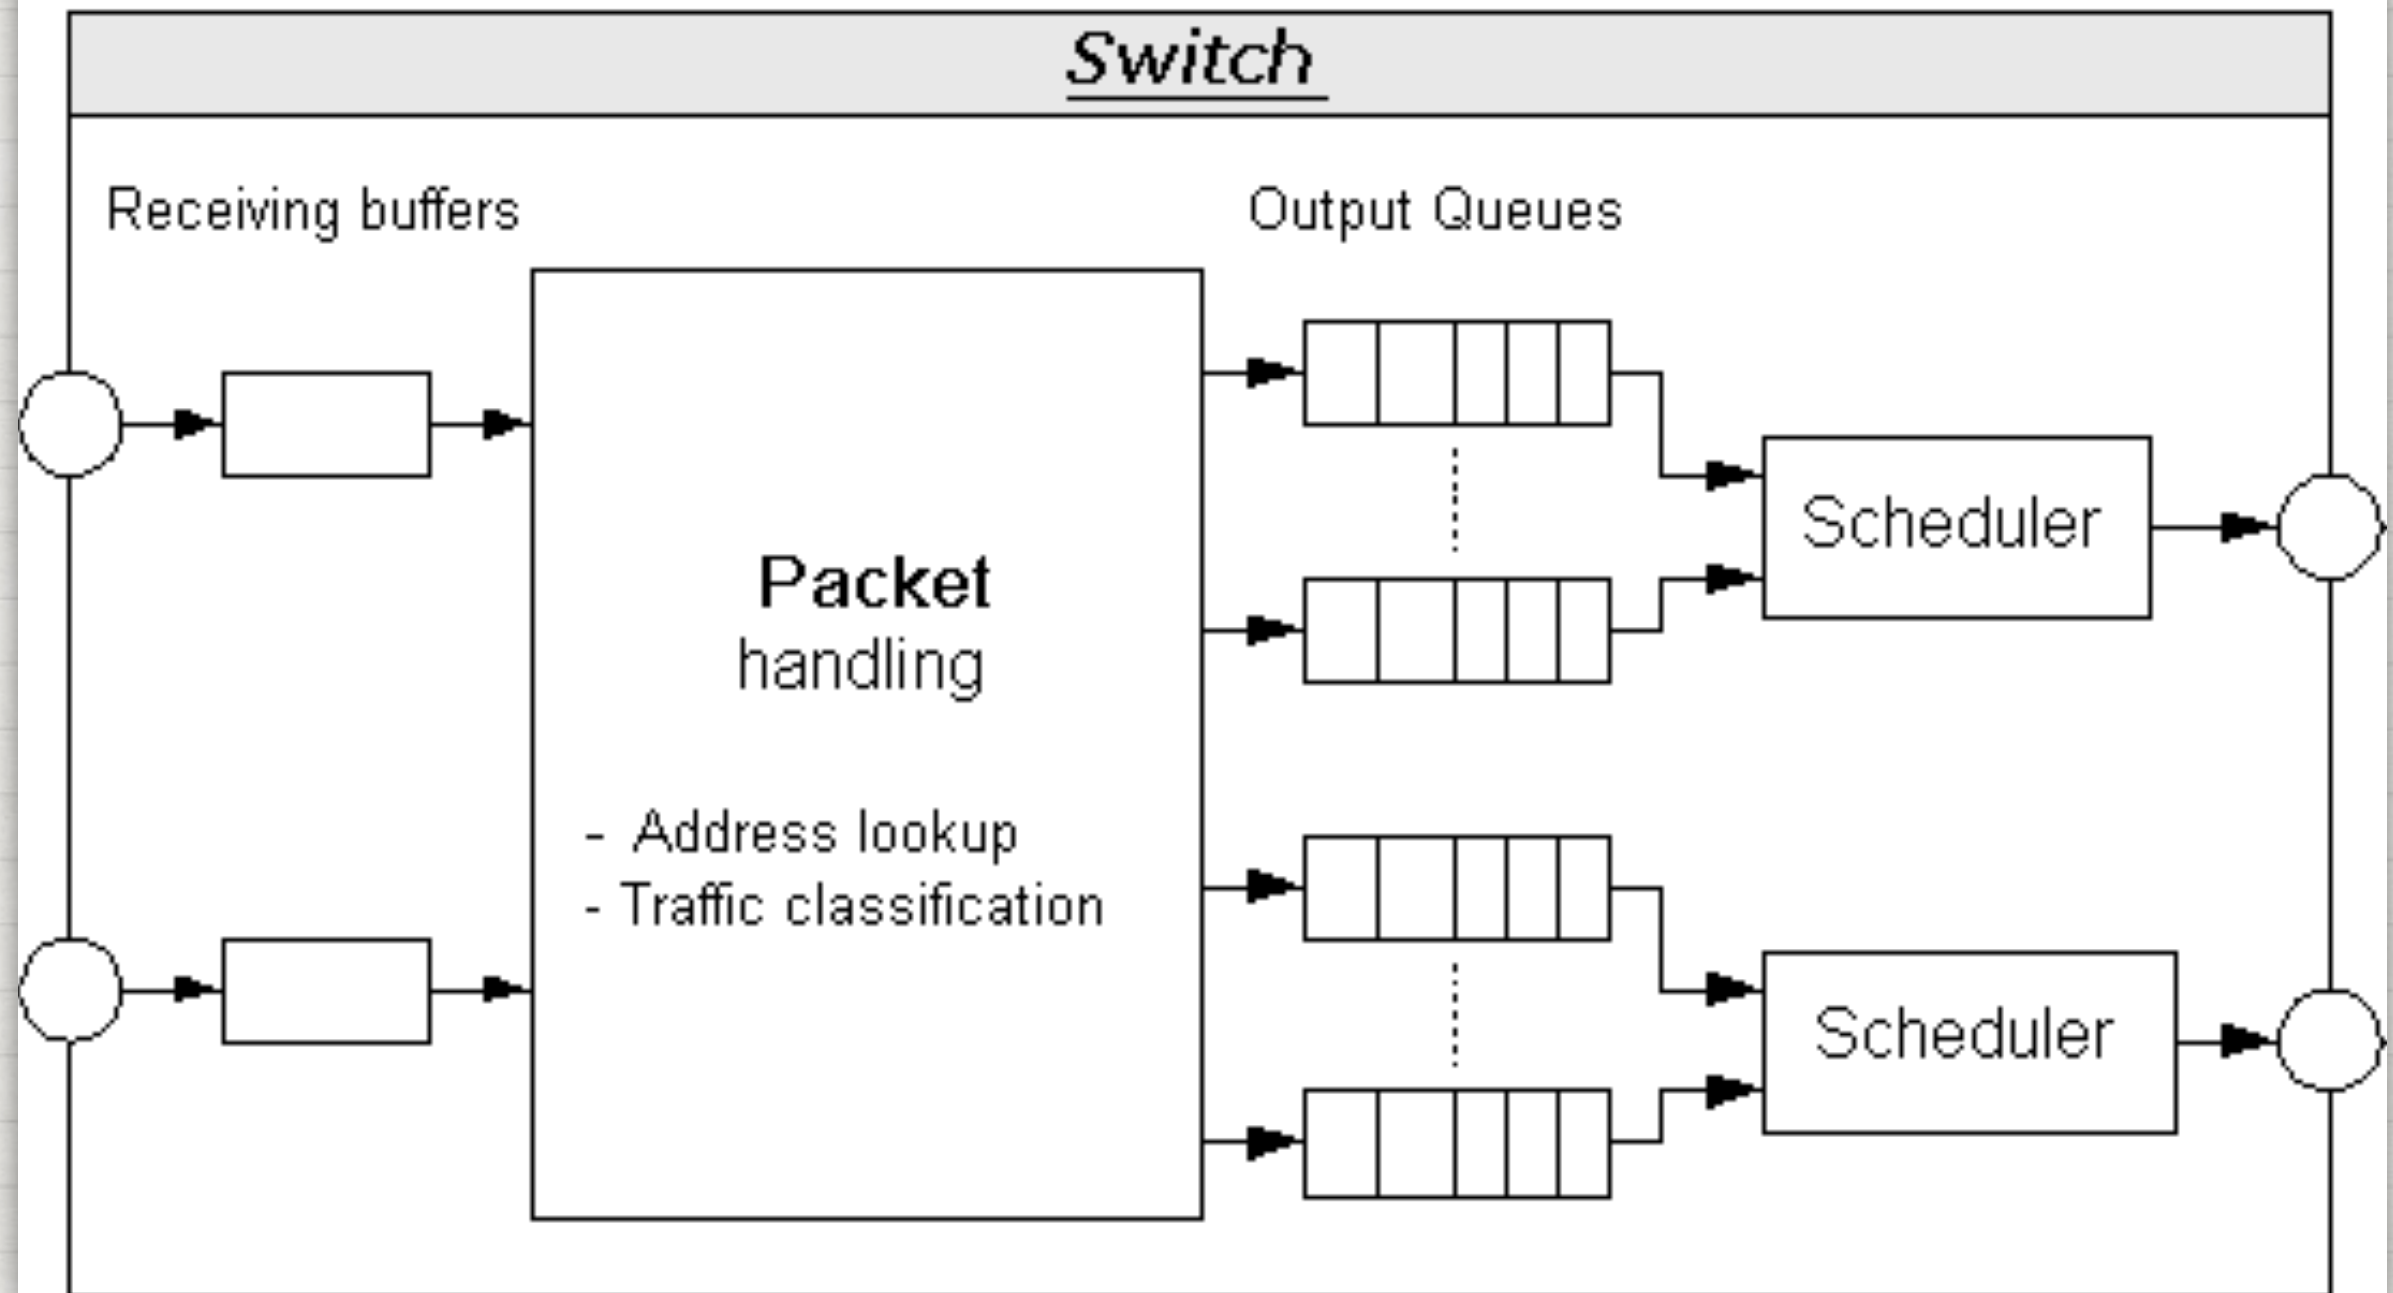 Switch
Receiving buffers
Output Queues
Packet
handling
- Address lookup
- Traffic classification
Scheduler
Scheduler